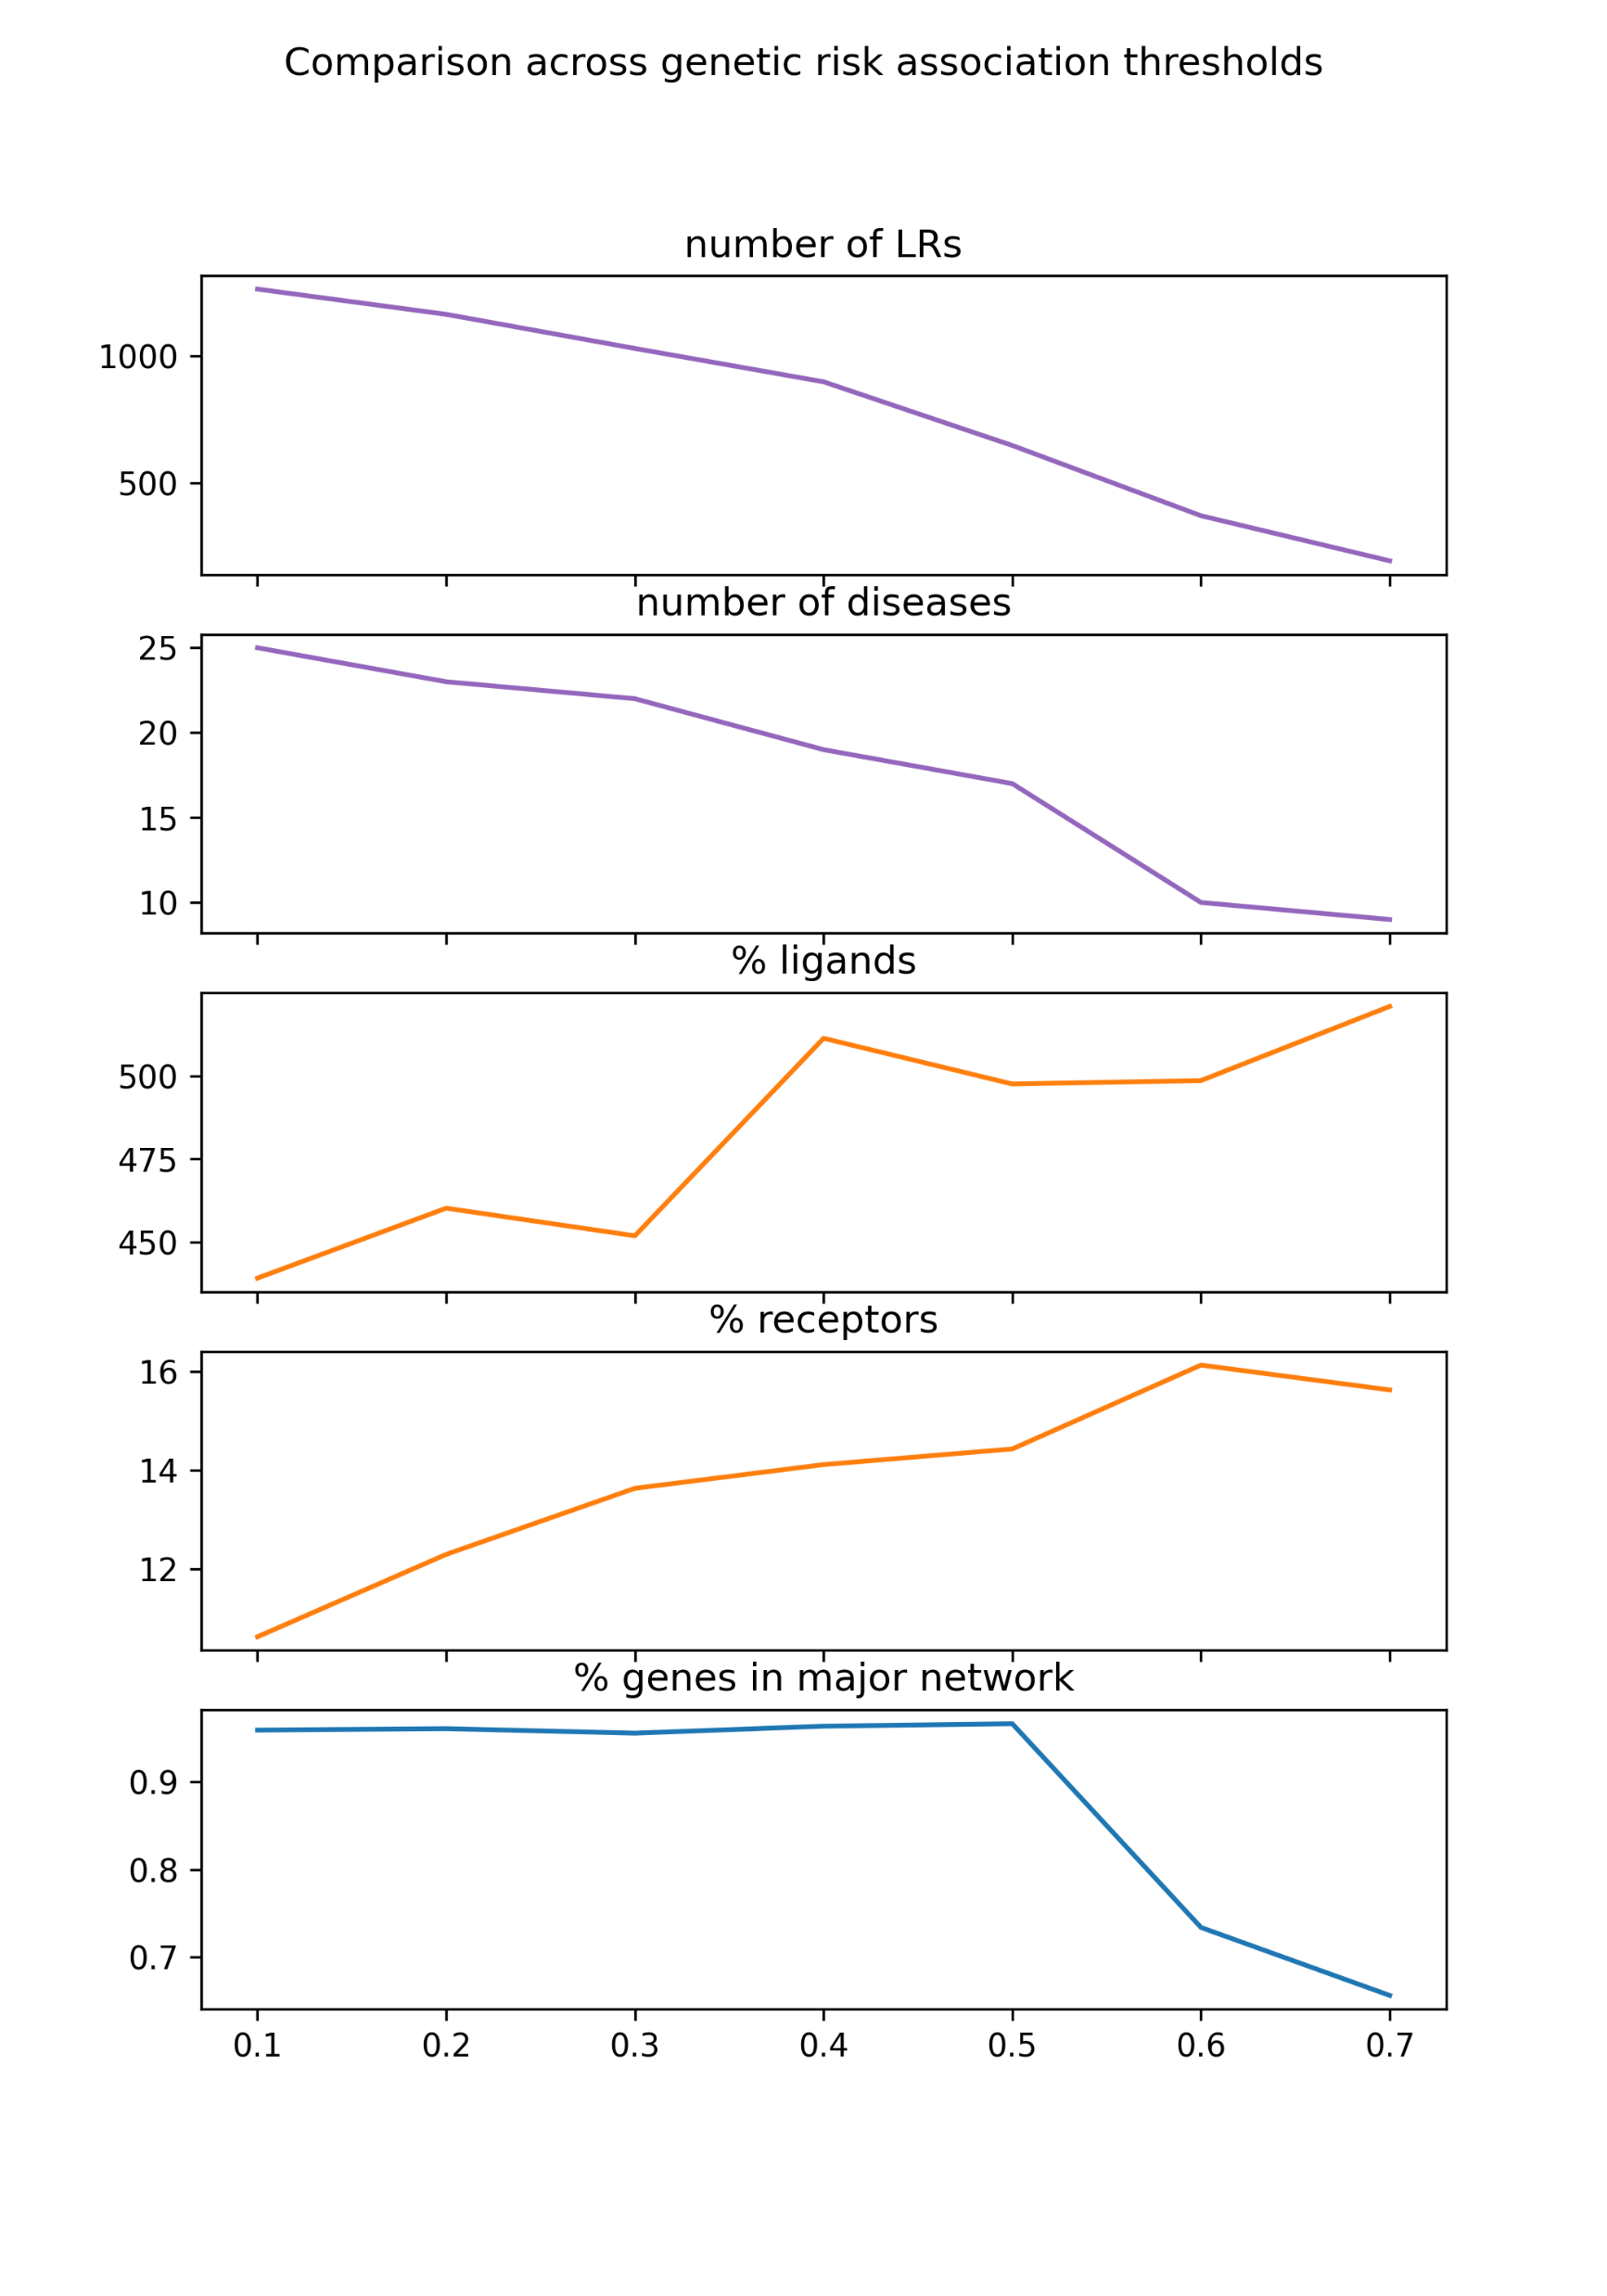 Comparison across genetic risk association thresholds
number of LRs
1000
500
number of diseases
25
20
15
10
% ligands
500
475
450
% receptors
16
14
12
% genes in major network
0.9
0.8
0.7
0.1 0.2 0.3 0.4 0.5 0.6 0.7